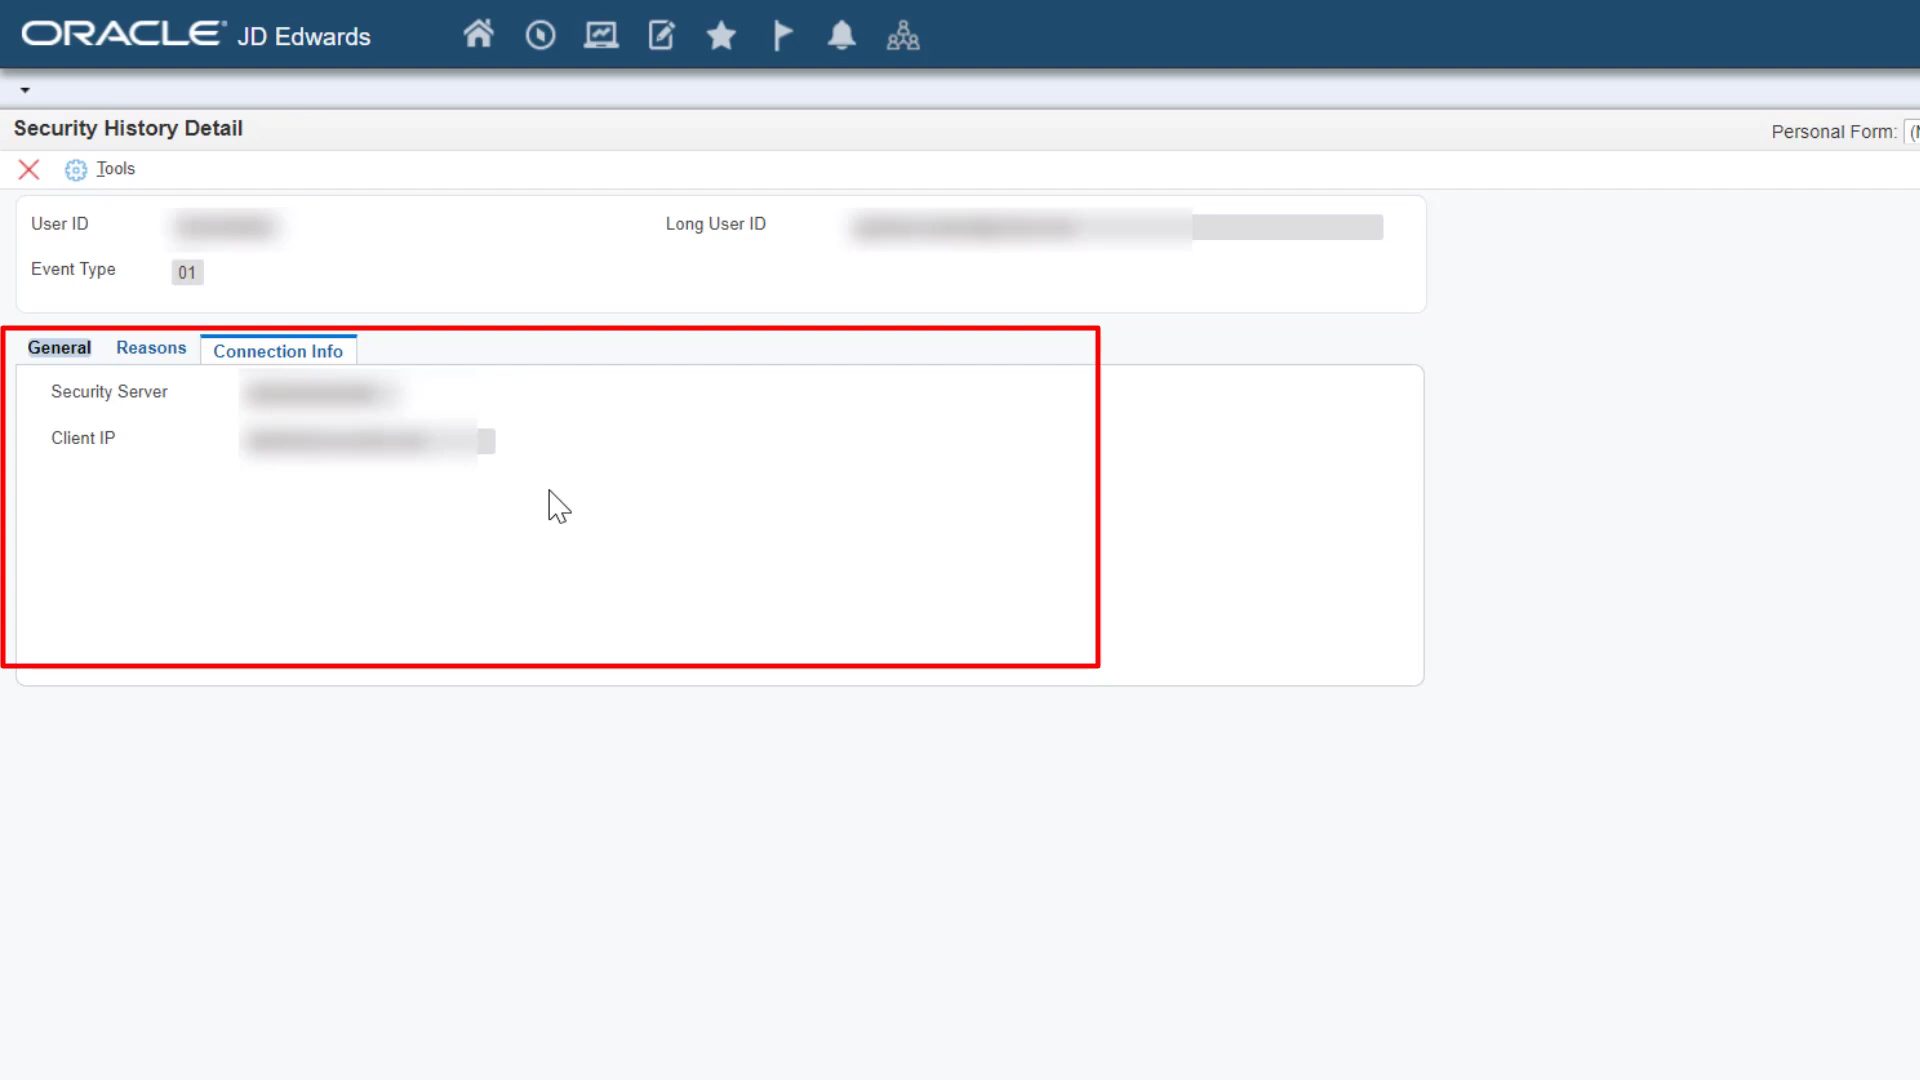 ORACLE JD Edwards
Security History Detail
Personal Form:
Tools
User ID
Long User ID
Event Type 01
General Reasons Connection Info
Security Server
Client IP